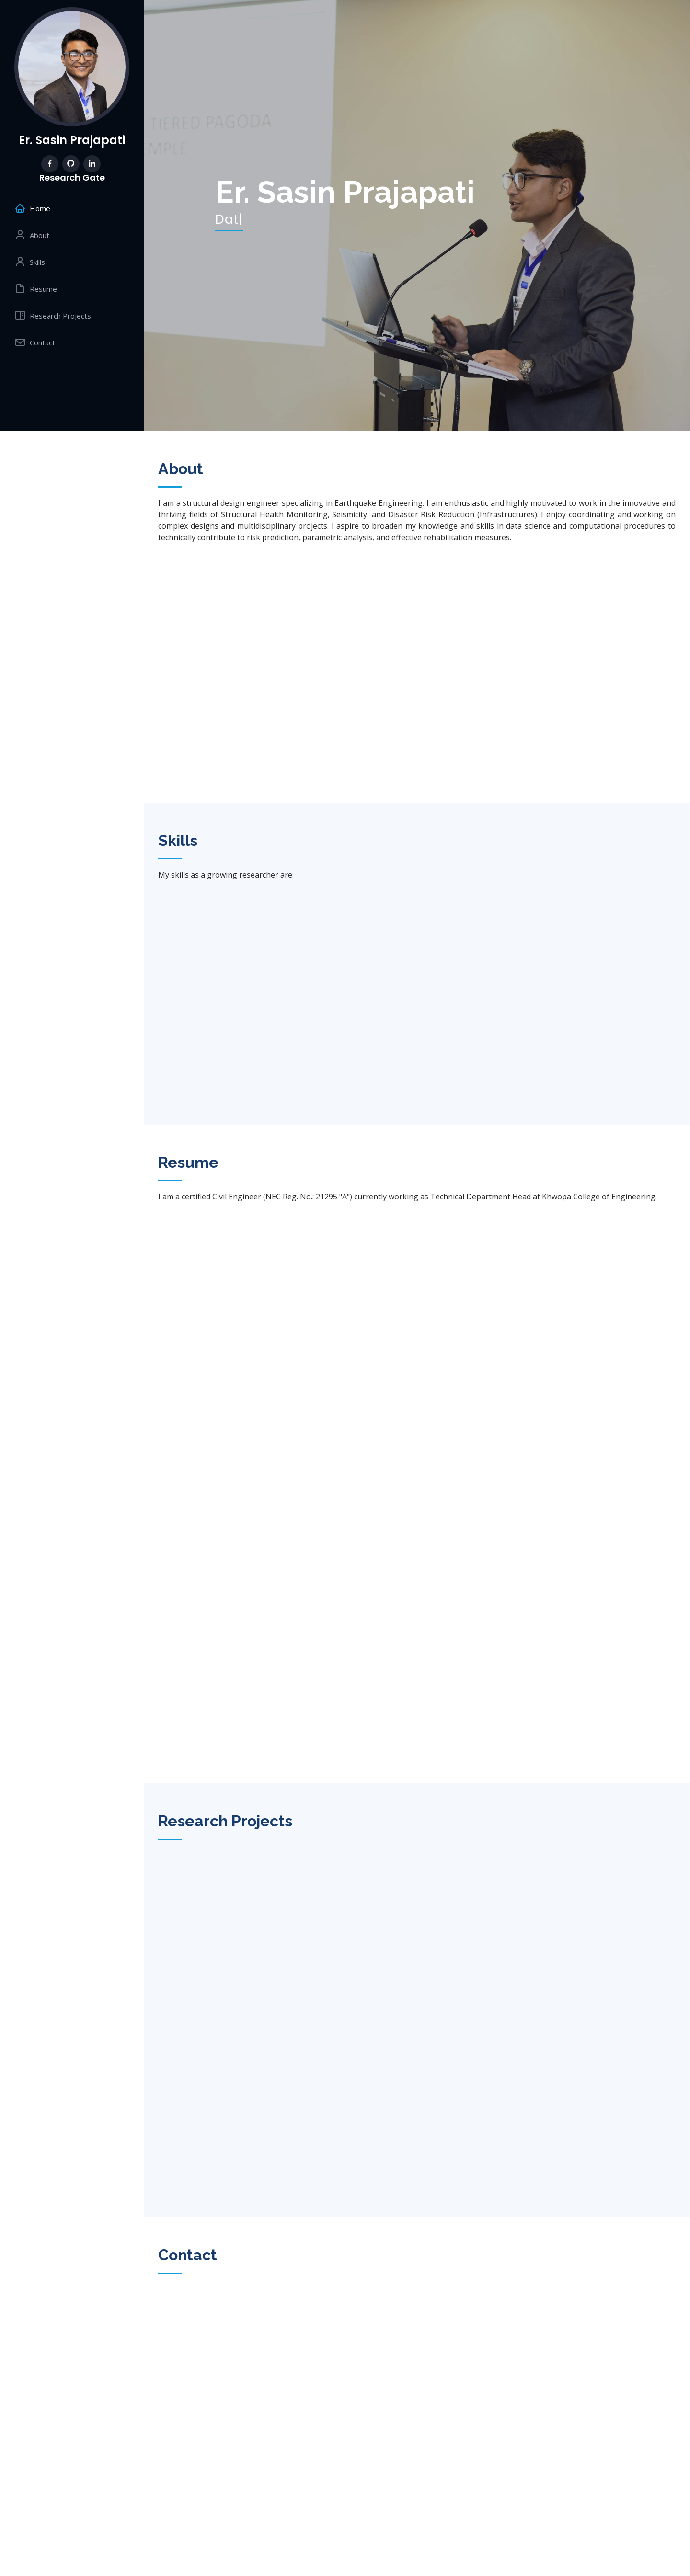 Er. Sasin Prajapati
Research Gate
Home
About
Skills
Resume
Research Projects
Contact
TIERED PAGODA
MPLE
Er. Sasin Prajapati
Dat|
About
I am a structural design engineer specializing in Earthquake Engineering. I am enthusiastic and highly motivated to work in the innovative and
thriving fields of Structural Health Monitoring, Seismicity, and Disaster Risk Reduction (Infrastructures). I enjoy coordinating and working on
complex designs and multidisciplinary projects. I aspire to broaden my knowledge and skills in data science and computational procedures to
technically contribute to risk prediction, parametric analysis, and effective rehabilitation measures.
Skills
My skills as a growing researcher are:
Resume
I am a certified Civil Engineer (NEC Reg. No.: 21295 "A") currently working as Technical Department Head at Khwopa College of Engineering.
Research Projects
Contact